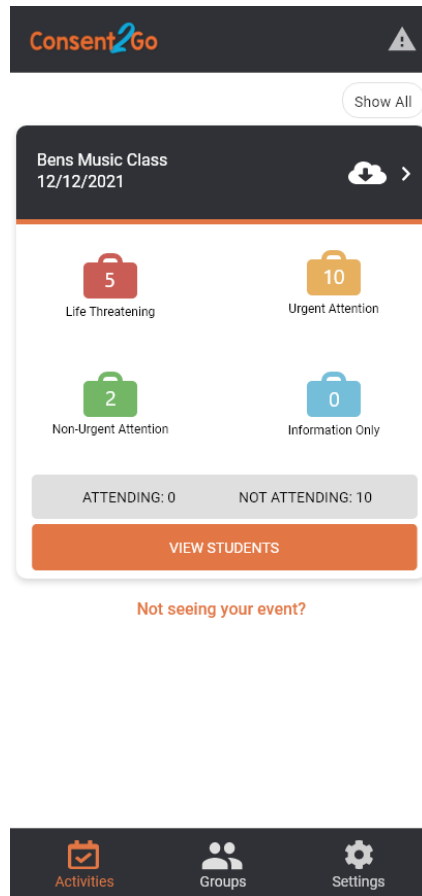 Consent2Go
Show All
Bens Music Class
12/12/2021
5
Life Threatening
10
Urgent Attention
2
Non-Urgent Attention
0
Information Only
ATTENDING: 0 NOT ATTENDING: 10
VIEW STUDENTS
Not seeing your event?
Activities Groups Settings